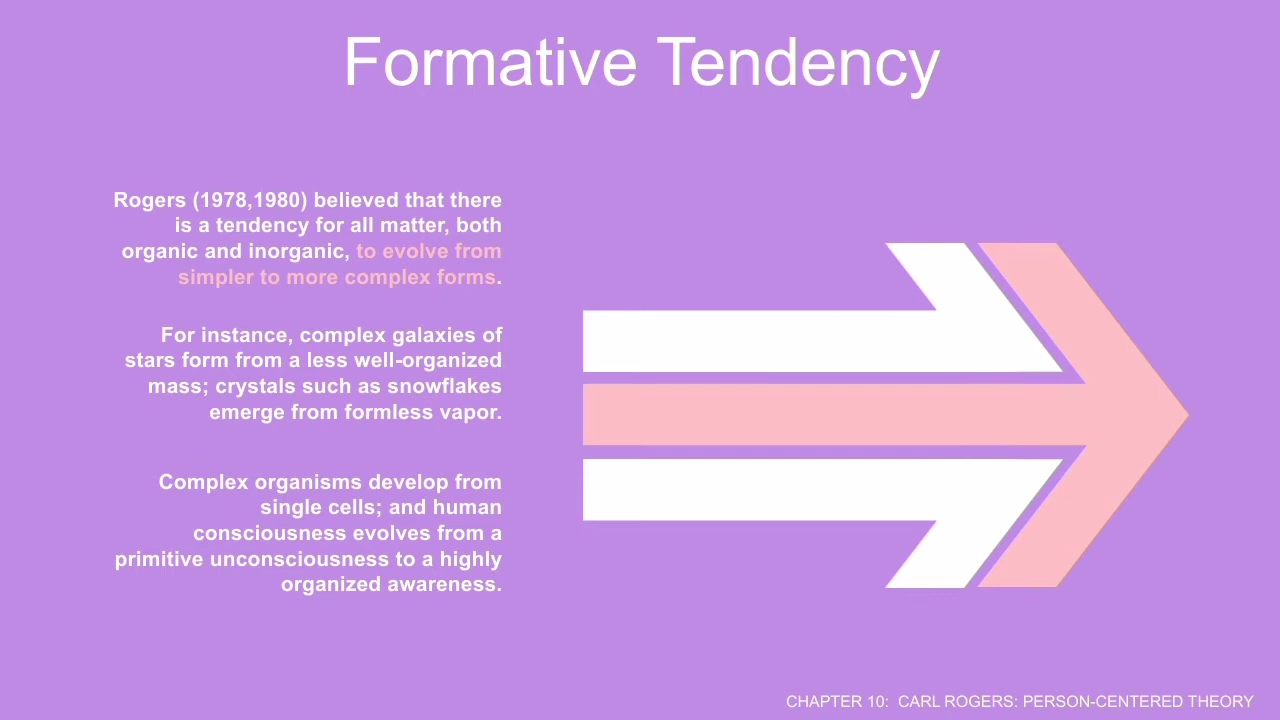 Formative Tendency
Rogers (1978,1980) believed that there
is a tendency for all matter, both
organic and inorganic, to evolve from
simpler to more complex forms.
For instance, complex galaxies of
stars form from a less well-organized
mass; crystals such as snowflakes
emerge from formless vapor.
Complex organisms develop from
single cells; and human
consciousness evolves from a
primitive unconsciousness to a highly
organized awareness.
CHAPTER 10:  CARL ROGERS: PERSON-CENTERED THEORY